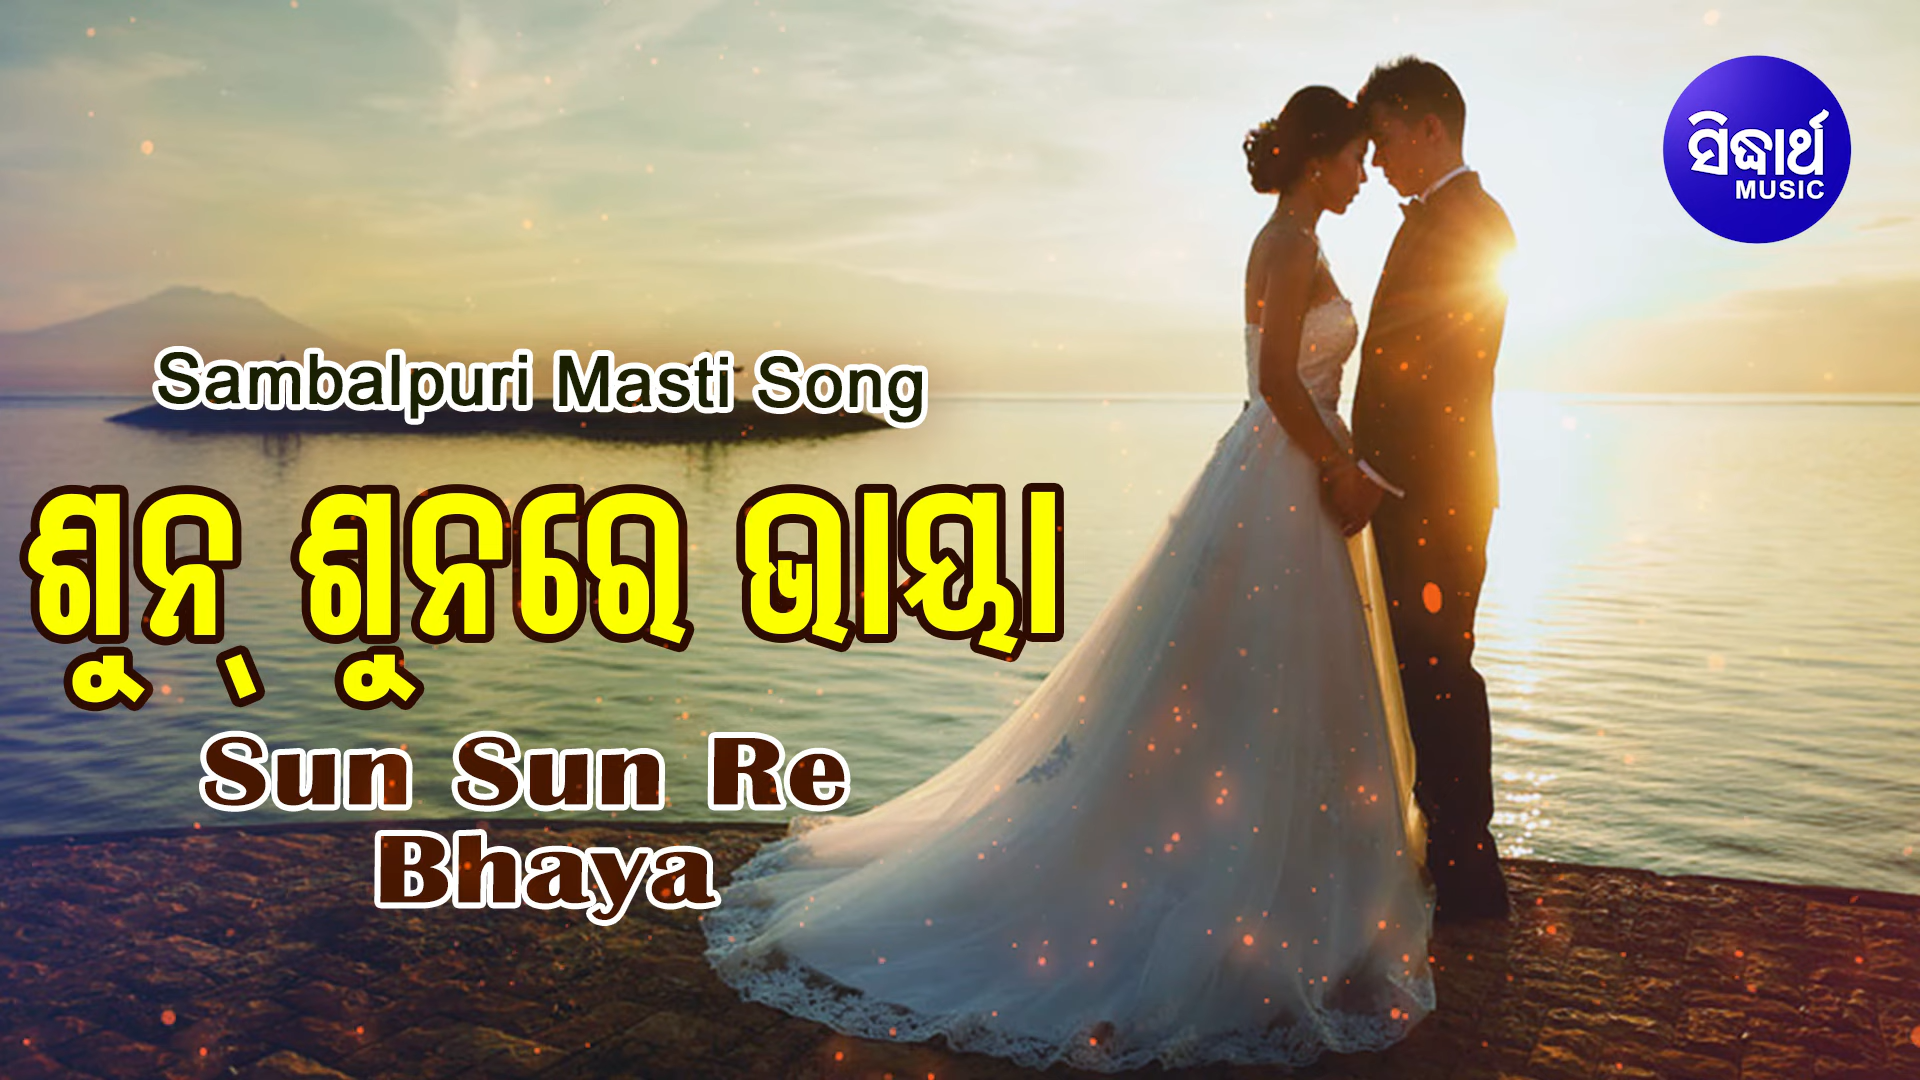 ସିଦ୍ଧାର୍ଥ
MUSIC
Sambalpuri Masti Song
ଶୁନ୍ ଶୁନରେ ଭାୟା
Sun Sun Re
Bhaya